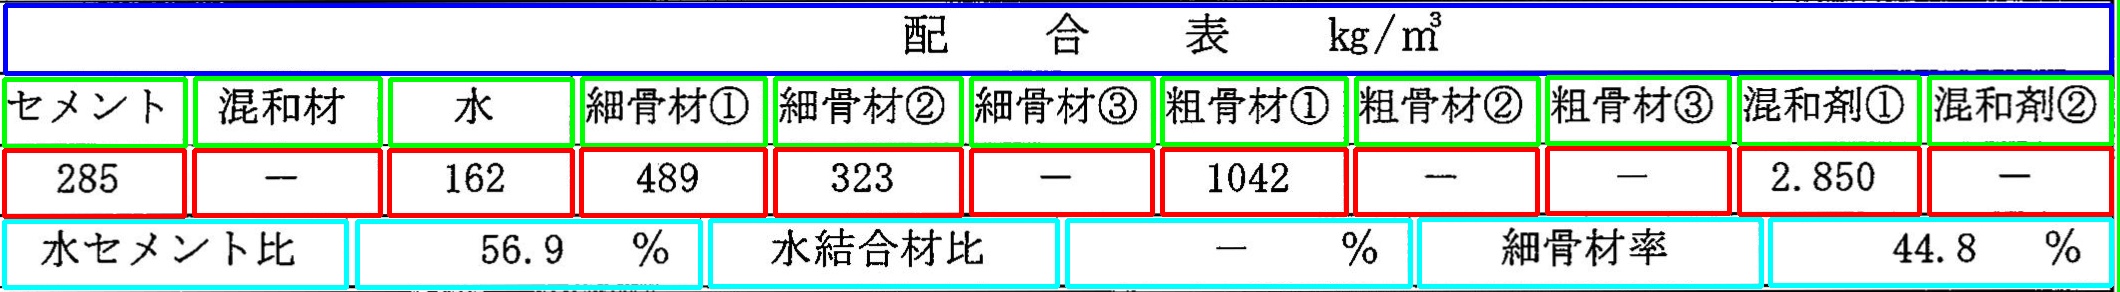 配 合 表 kg/㎥
セメント 混和材 水 細骨材① 細骨材② 細骨材③ 粗骨材① 粗骨材② 粗骨材③ 混和剤① 混和剤②
285 － 162 489 323 － 1042 － － 2.850 －
水セメント比 56.9 % 水結合材比 － % 細骨材率 44.8 %